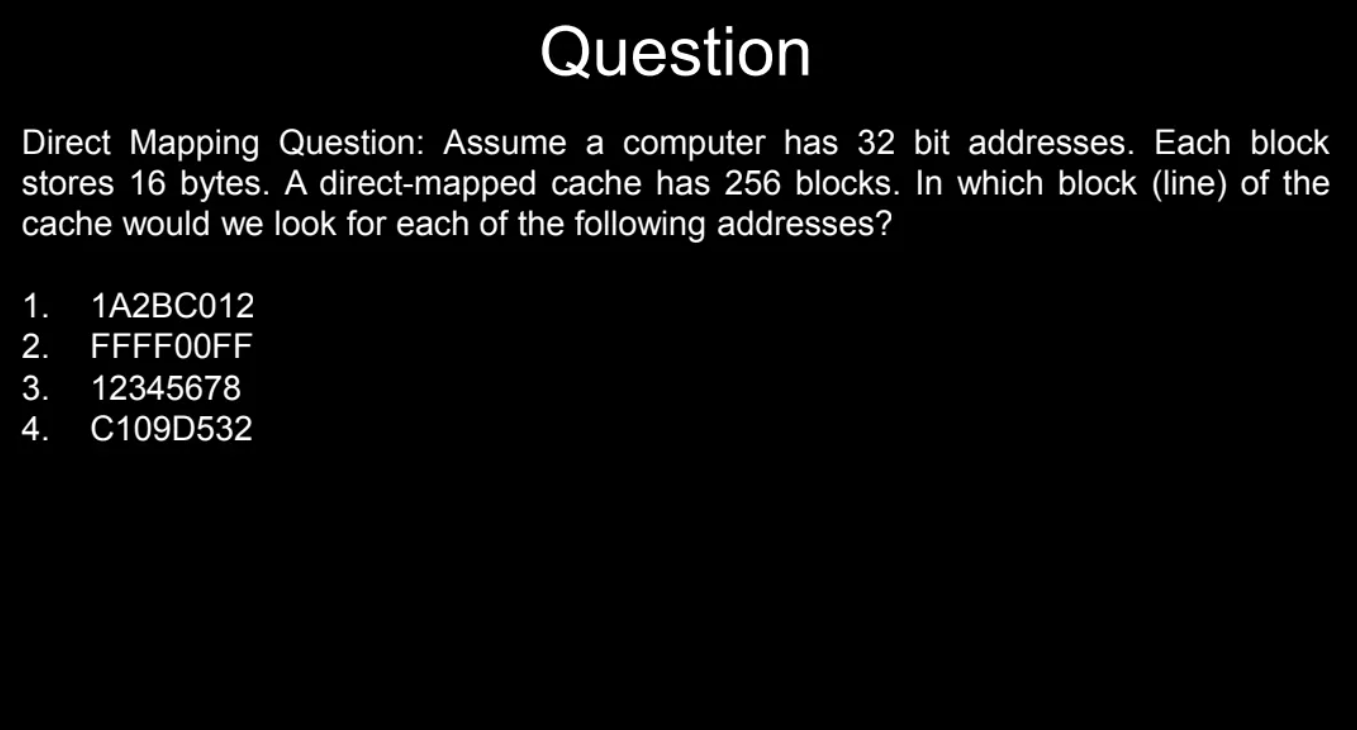 Question
Direct Mapping Question: Assume a computer has 32 bit addresses. Each block
stores 16 bytes. A direct-mapped cache has 256 blocks. In which block (line) of the
cache would we look for each of the following addresses?
1. 1A2BC012
2. FFFF00FF
3. 12345678
4. C109D532